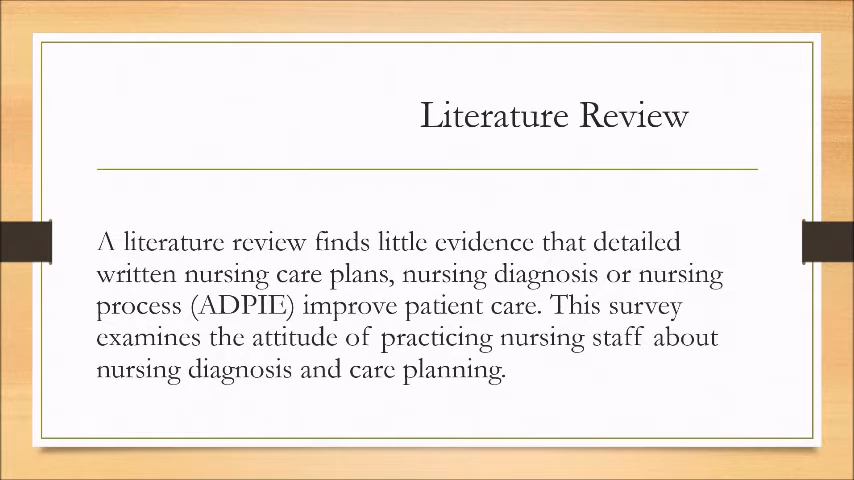 Literature Review
A literature review finds little evidence that detailed
written nursing care plans, nursing diagnosis or nursing
process (ADPIE) improve patient care. This survey
examines the attitude of practicing nursing staff about
nursing diagnosis and care planning.